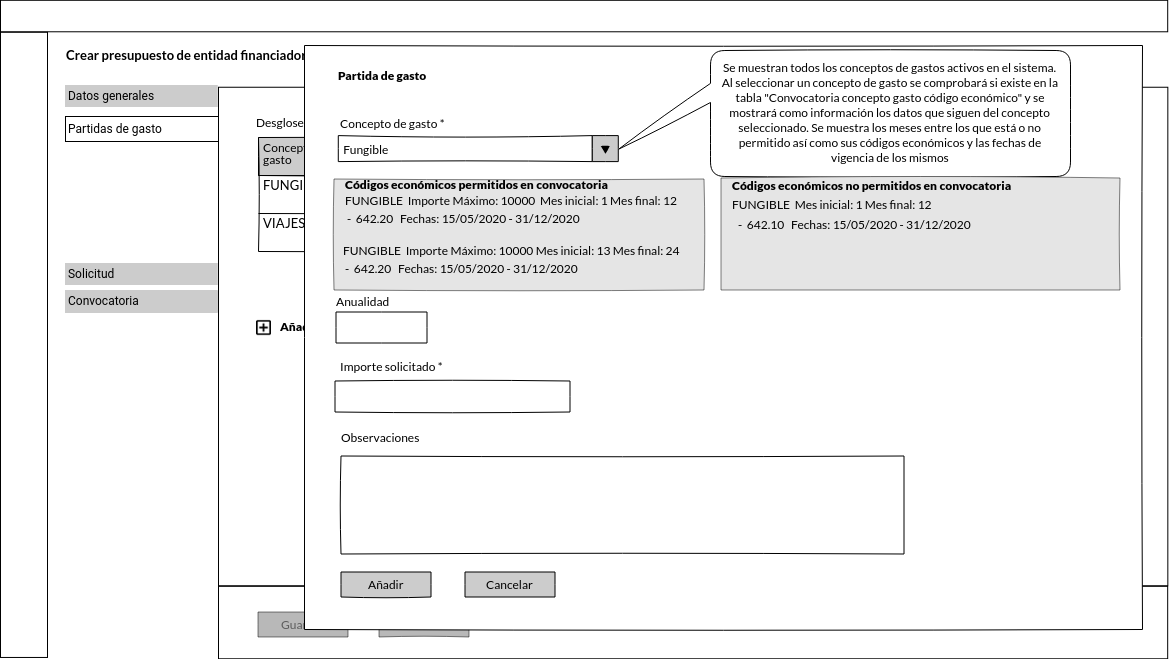 Crear presupuesto de entidad financiador
Datos generales
Partidas de gasto
Solicitud
Convocatoria
Desglose
Concep
gasto
FUNGI
VIAJES
Aña
Gua
Partida de gasto
Se muestran todos los conceptos de gastos activos en el sistema.
Al seleccionar un concepto de gasto se comprobará si existe en la
tabla "Convocatoria concepto gasto código económico" y se
mostrará como información los datos que siguen del concepto
seleccionado. Se muestra los meses entre los que está o no
permitido así como sus códigos económicos y las fechas de
vigencia de los mismos
Concepto de gasto *
Fungible
Códigos económicos permitidos en convocatoria
FUNGIBLE Importe Máximo: 10000 Mes inicial: 1 Mes final: 12
- 642.20 Fechas: 15/05/2020 - 31/12/2020
FUNGIBLE Importe Máximo: 10000 Mes inicial: 13 Mes final: 24
- 642.20 Fechas: 15/05/2020 - 31/12/2020
Códigos económicos no permitidos en convocatoria
FUNGIBLE Mes inicial: 1 Mes final: 12
- 642.10 Fechas: 15/05/2020 - 31/12/2020
Anualidad
Importe solicitado *
Observaciones
Añadir
Cancelar